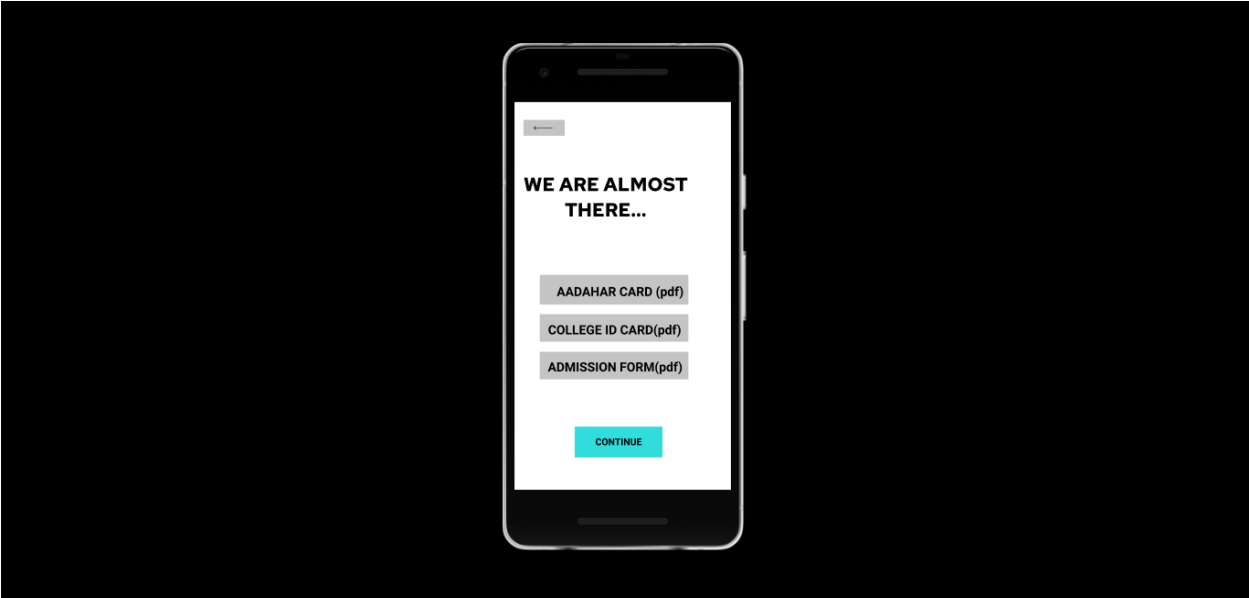 WE ARE ALMOST
THERE...
AADAHAR CARD (pdf)
COLLEGE ID CARD(pdf)
ADMISSION FORM(pdf)
CONTINUE